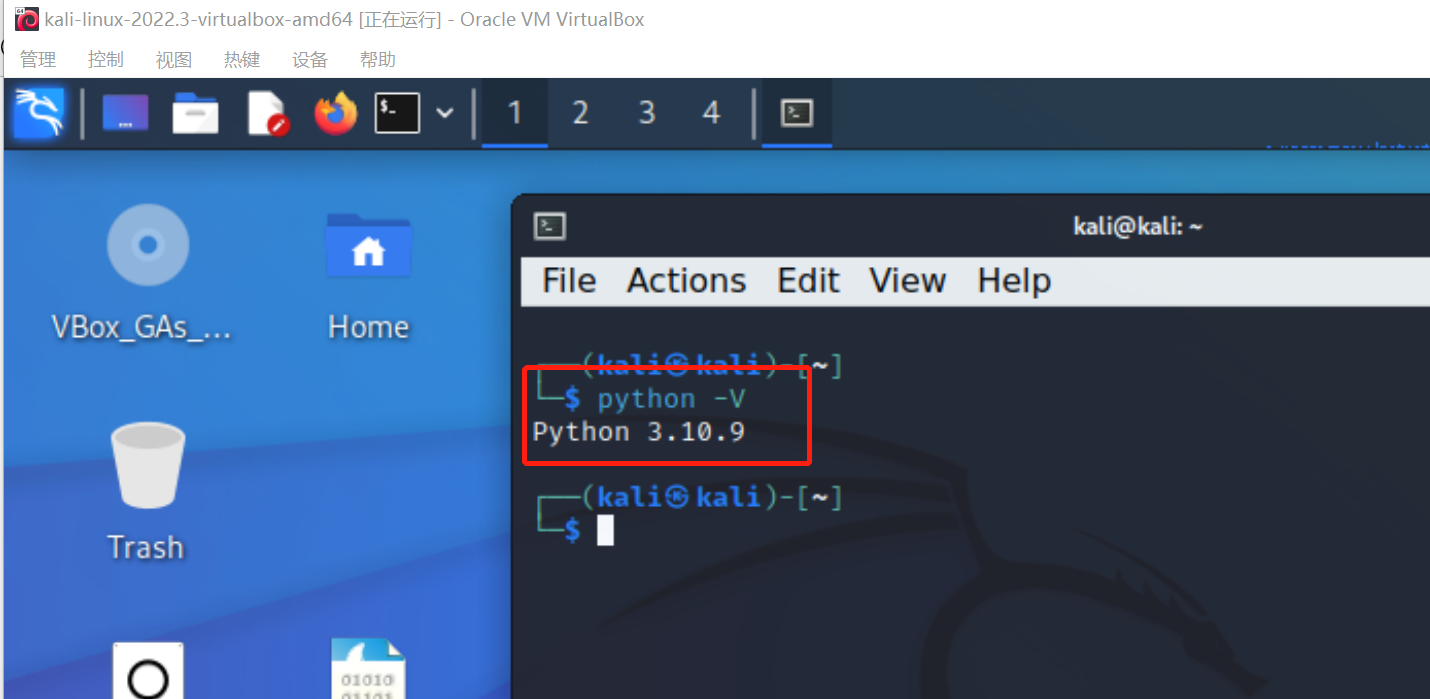 kali-linux-2022.3-virtualbox-amd64 [正在运行] - Oracle VM VirtualBox
管理 控制 视图 热键 设备 帮助
$_ 1 2 3 4
kali@kali: ~
File Actions Edit View Help
VBox_GAs_... Home
┌──(kali㉿kali)-[~]
└─$ python -V
Python 3.10.9
┌──(kali㉿kali)-[~]
└─$
Trash
01010
01101